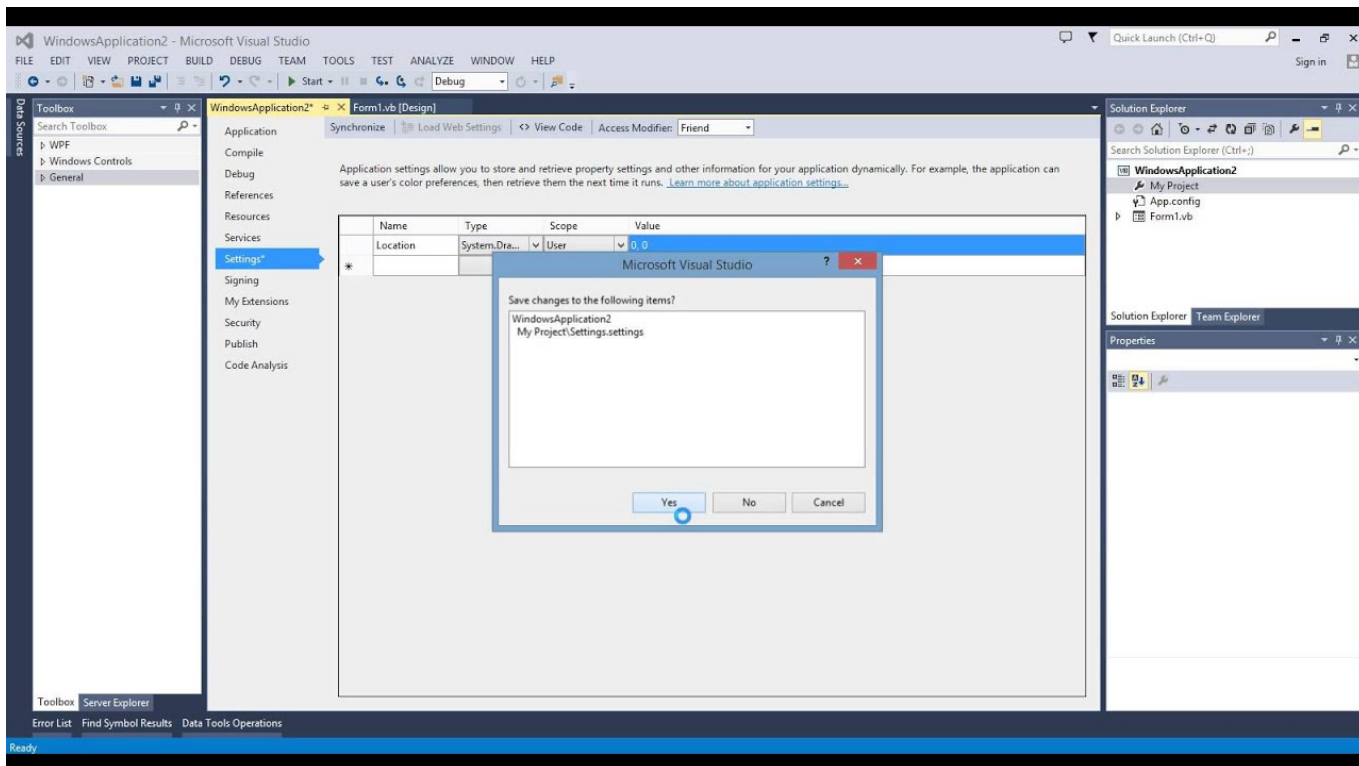 WindowsApplication2 - Microsoft Visual Studio
Quick Launch (Ctrl+Q)
FILE EDIT VIEW PROJECT BUILD DEBUG TEAM TOOLS TEST ANALYZE WINDOW HELP
Sign in
Start
Debug
Data Sources
Toolbox
Search Toolbox
WPF
Windows Controls
General
WindowsApplication2*
Form1.vb [Design]
Application
Compile
Debug
References
Resources
Services
Settings*
Signing
My Extensions
Security
Publish
Code Analysis
Synchronize Load Web Settings View Code Access Modifier: Friend
Application settings allow you to store and retrieve property settings and other information for your application dynamically. For example, the application can
save a user's color preferences, then retrieve them the next time it runs. Learn more about application settings...
Name Type Scope Value
Location System.Dra... User 0, 0
*
Microsoft Visual Studio ?
Save changes to the following items?
WindowsApplication2
My Project\Settings.settings
Yes No Cancel
Solution Explorer
Search Solution Explorer (Ctrl+;)
WindowsApplication2
My Project
App.config
Form1.vb
Solution Explorer Team Explorer
Properties
Toolbox Server Explorer
Error List Find Symbol Results Data Tools Operations
Ready